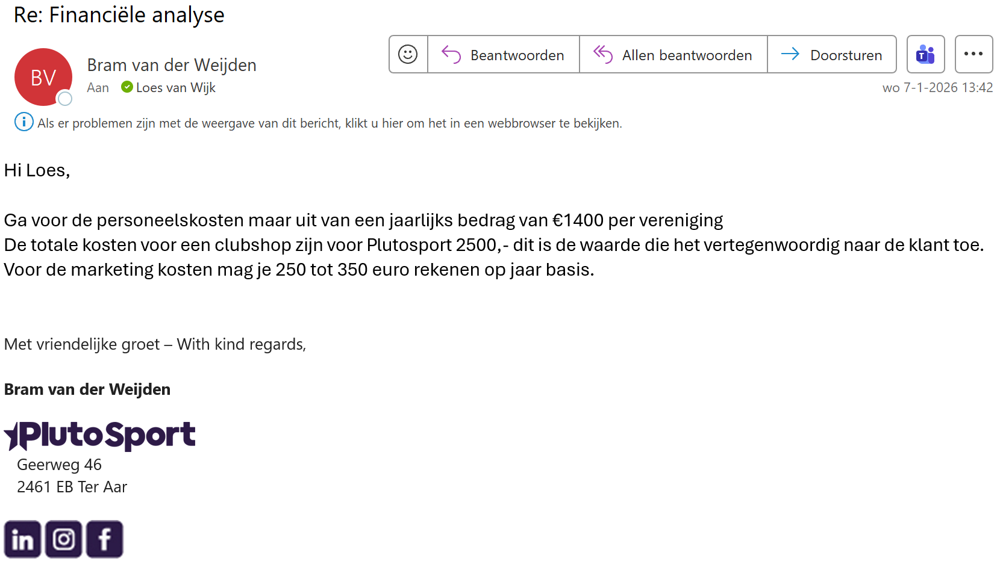 Re: Financiële analyse
BV
Bram van der Weijden
Aan Loes van Wijk
Beantwoorden
Allen beantwoorden
Doorsturen
wo 7-1-2026 13:42
Als er problemen zijn met de weergave van dit bericht, klikt u hier om het in een webbrowser te bekijken.
Hi Loes,
Ga voor de personeelskosten maar uit van een jaarlijks bedrag van €1400 per vereniging
De totale kosten voor een clubshop zijn voor Plutosport 2500,- dit is de waarde die het vertegenwoordig naar de klant toe.
Voor de marketing kosten mag je 250 tot 350 euro rekenen op jaar basis.
Met vriendelijke groet – With kind regards,
Bram van der Weijden
PlutoSport
Geerweg 46
2461 EB Ter Aar